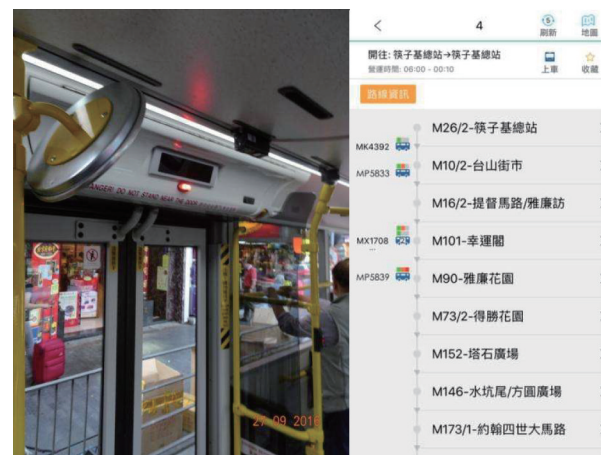 DANGER! DO NOT STAND NEAR THE DOOR
27 09 201
4
刷新
地圖
開往: 筷子基總站→筷子基總站
營運時間: 06:00 - 00:10
上車
收藏
路線資訊
M26/2-筷子基總站
MK4392
M10/2-台山街市
MP5833
M16/2-提督馬路/雅廉訪
MX1708
...
2
M101-幸運閣
MP5839
M90-雅廉花園
M73/2-得勝花園
M152-塔石廣場
M146-水坑尾/方圓廣場
M173/1-約翰四世大馬路